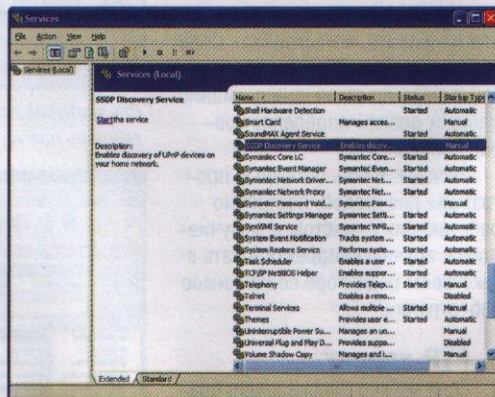 Services
File Action View Help
Services (Local)
Services (Local)
SSDP Discovery Service
Start the service
Description:
Enables discovery of UPnP devices on
your home network.
Name / Description Status Startup Type
Shell Hardware Detection Started Automatic
Smart Card Manages acces... Manual
SoundMAX Agent Service Started Automatic
SSDP Discovery Service Enables discov... Manual
Symantec Core LC Symantec Core... Started Automatic
Symantec Event Manager Symantec Even... Started Automatic
Symantec Network Driver... Symantec Net... Started Automatic
Symantec Network Proxy Symantec Net... Started Automatic
Symantec Password Valid... Symantec Pass... Manual
Symantec Settings Manager Symantec Setti... Started Automatic
SymWMI Service Symantec WMI... Started Automatic
System Event Notification Tracks system ... Started Automatic
System Restore Service Performs syste... Started Automatic
Task Scheduler Enables a user ... Started Automatic
TCP/IP NetBIOS Helper Enables suppor... Started Automatic
Telephony Provides Telep... Started Manual
Telnet Enables a remo... Disabled
Terminal Services Allows multiple ... Started Manual
Themes Provides user e... Started Automatic
Uninterruptible Power Su... Manages an un... Manual
Universal Plug and Play D... Provides suppo... Disabled
Volume Shadow Copy Manages and i... Manual
Extended Standard